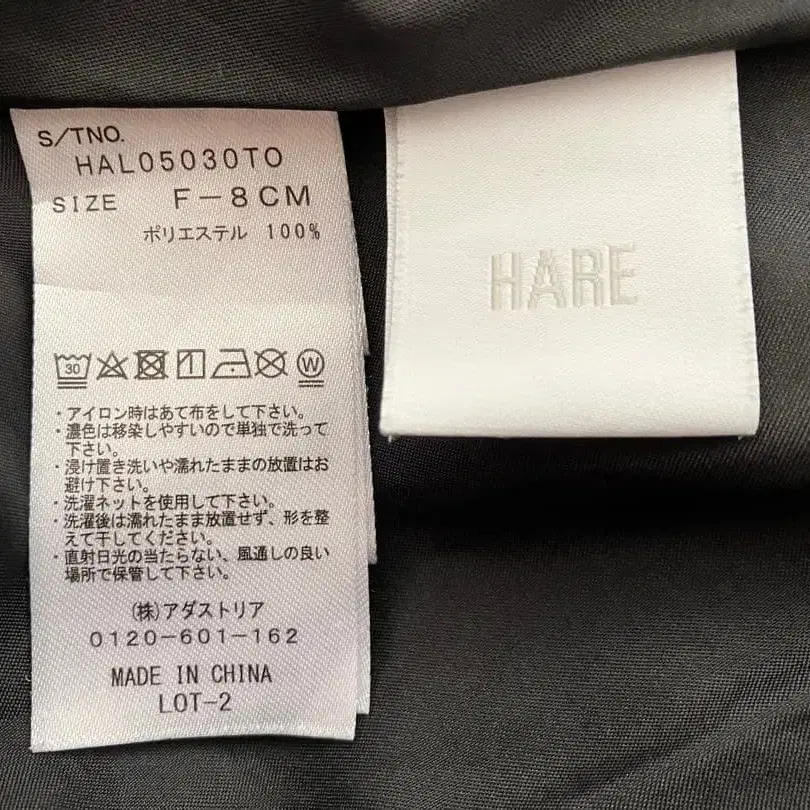 S/TNO.
HAL05030TO
SIZE F-8CM
ポリエステル 100%
30
W
・アイロン時はあて布をして下さい。
・濃色は移染しやすいので単独で洗って
下さい。
・浸け置き洗いや濡れたままの放置はお
避け下さい。
・洗濯ネットを使用して下さい。
・洗濯後は濡れたまま放置せず、形を整
えて干してください。
・直射日光の当たらない、風通しの良い
場所で保管して下さい。
(株)アダストリア
0120-601-162
MADE IN CHINA
LOT-2
HARE